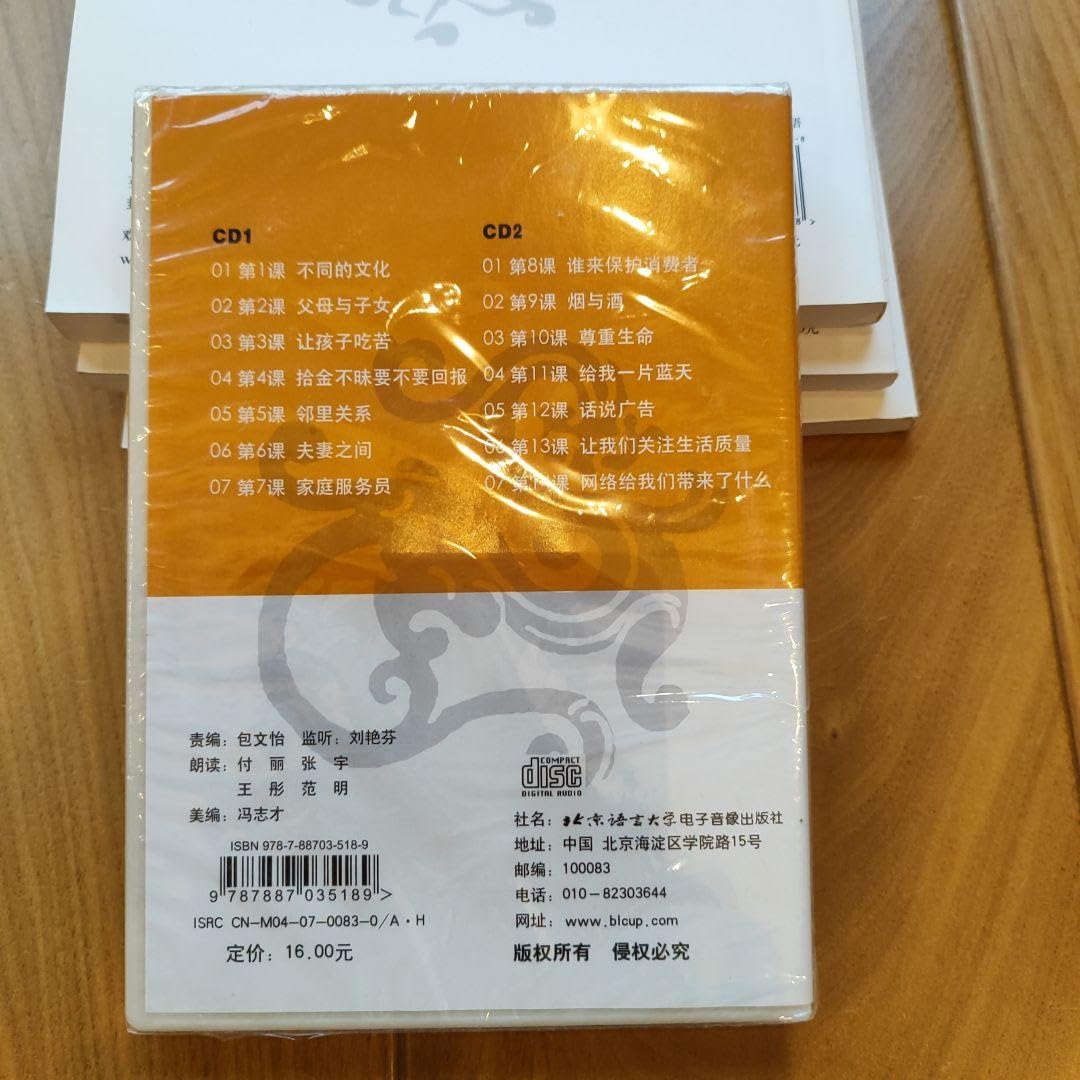 CD1
01 第1课 不同的文化
02 第2课 父母与子女
03 第3课 让孩子吃苦
04 第4课 拾金不昧要不要回报
05 第5课 邻里关系
06 第6课 夫妻之间
07 第7课 家庭服务员
CD2
01 第8课 谁来保护消费者
02 第9课 烟与酒
03 第10课 尊重生命
04 第11课 给我一片蓝天
05 第12课 话说广告
06 第13课 让我们关注生活质量
07 第14课 网络给我们带来了什么
责编：包文怡 监听：刘艳芬
朗读：付 丽 张 宇
王 彤 范 明
美编：冯志才
ISBN 978-7-88703-518-9
9 787887 035189 >
ISRC CN-M04-07-0083-0/A·H
定价：16.00元
COMPACT
disc
DIGITAL AUDIO
社名：北京语言大学电子音像出版社
地址：中国 北京海淀区学院路15号
邮编：100083
电话：010-82303644
网址：www.blcup.com
版权所有 侵权必究